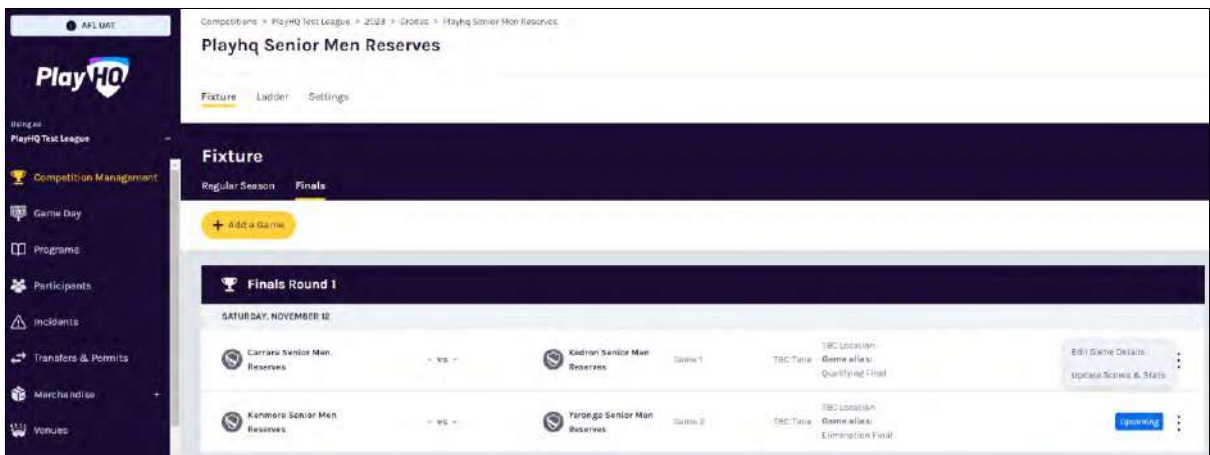 AFL UAT
PlayHQ
Using as
PlayHQ Test League
Competition Management
Game Day
Programs
Participants
Incidents
Transfers & Permits
Merchandise +
Venues
Competitions > PlayHQ Test League > 2023 > Grades > Playhq Senior Men Reserves
Playhq Senior Men Reserves
Fixture Ladder Settings
Fixture
Regular Season Finals
+ Add a Game
Finals Round 1
SATURDAY, NOVEMBER 12
Carrara Senior Men Reserves - vs - Kedron Senior Men Reserves Game 1 TBC Time TBC Location Game alias: Qualifying Final
Edit Game Details
Update Scores & Stats
Kenmore Senior Men Reserves - vs - Yeronga Senior Men Reserves Game 2 TBC Time TBC Location Game alias: Elimination Final Upcoming